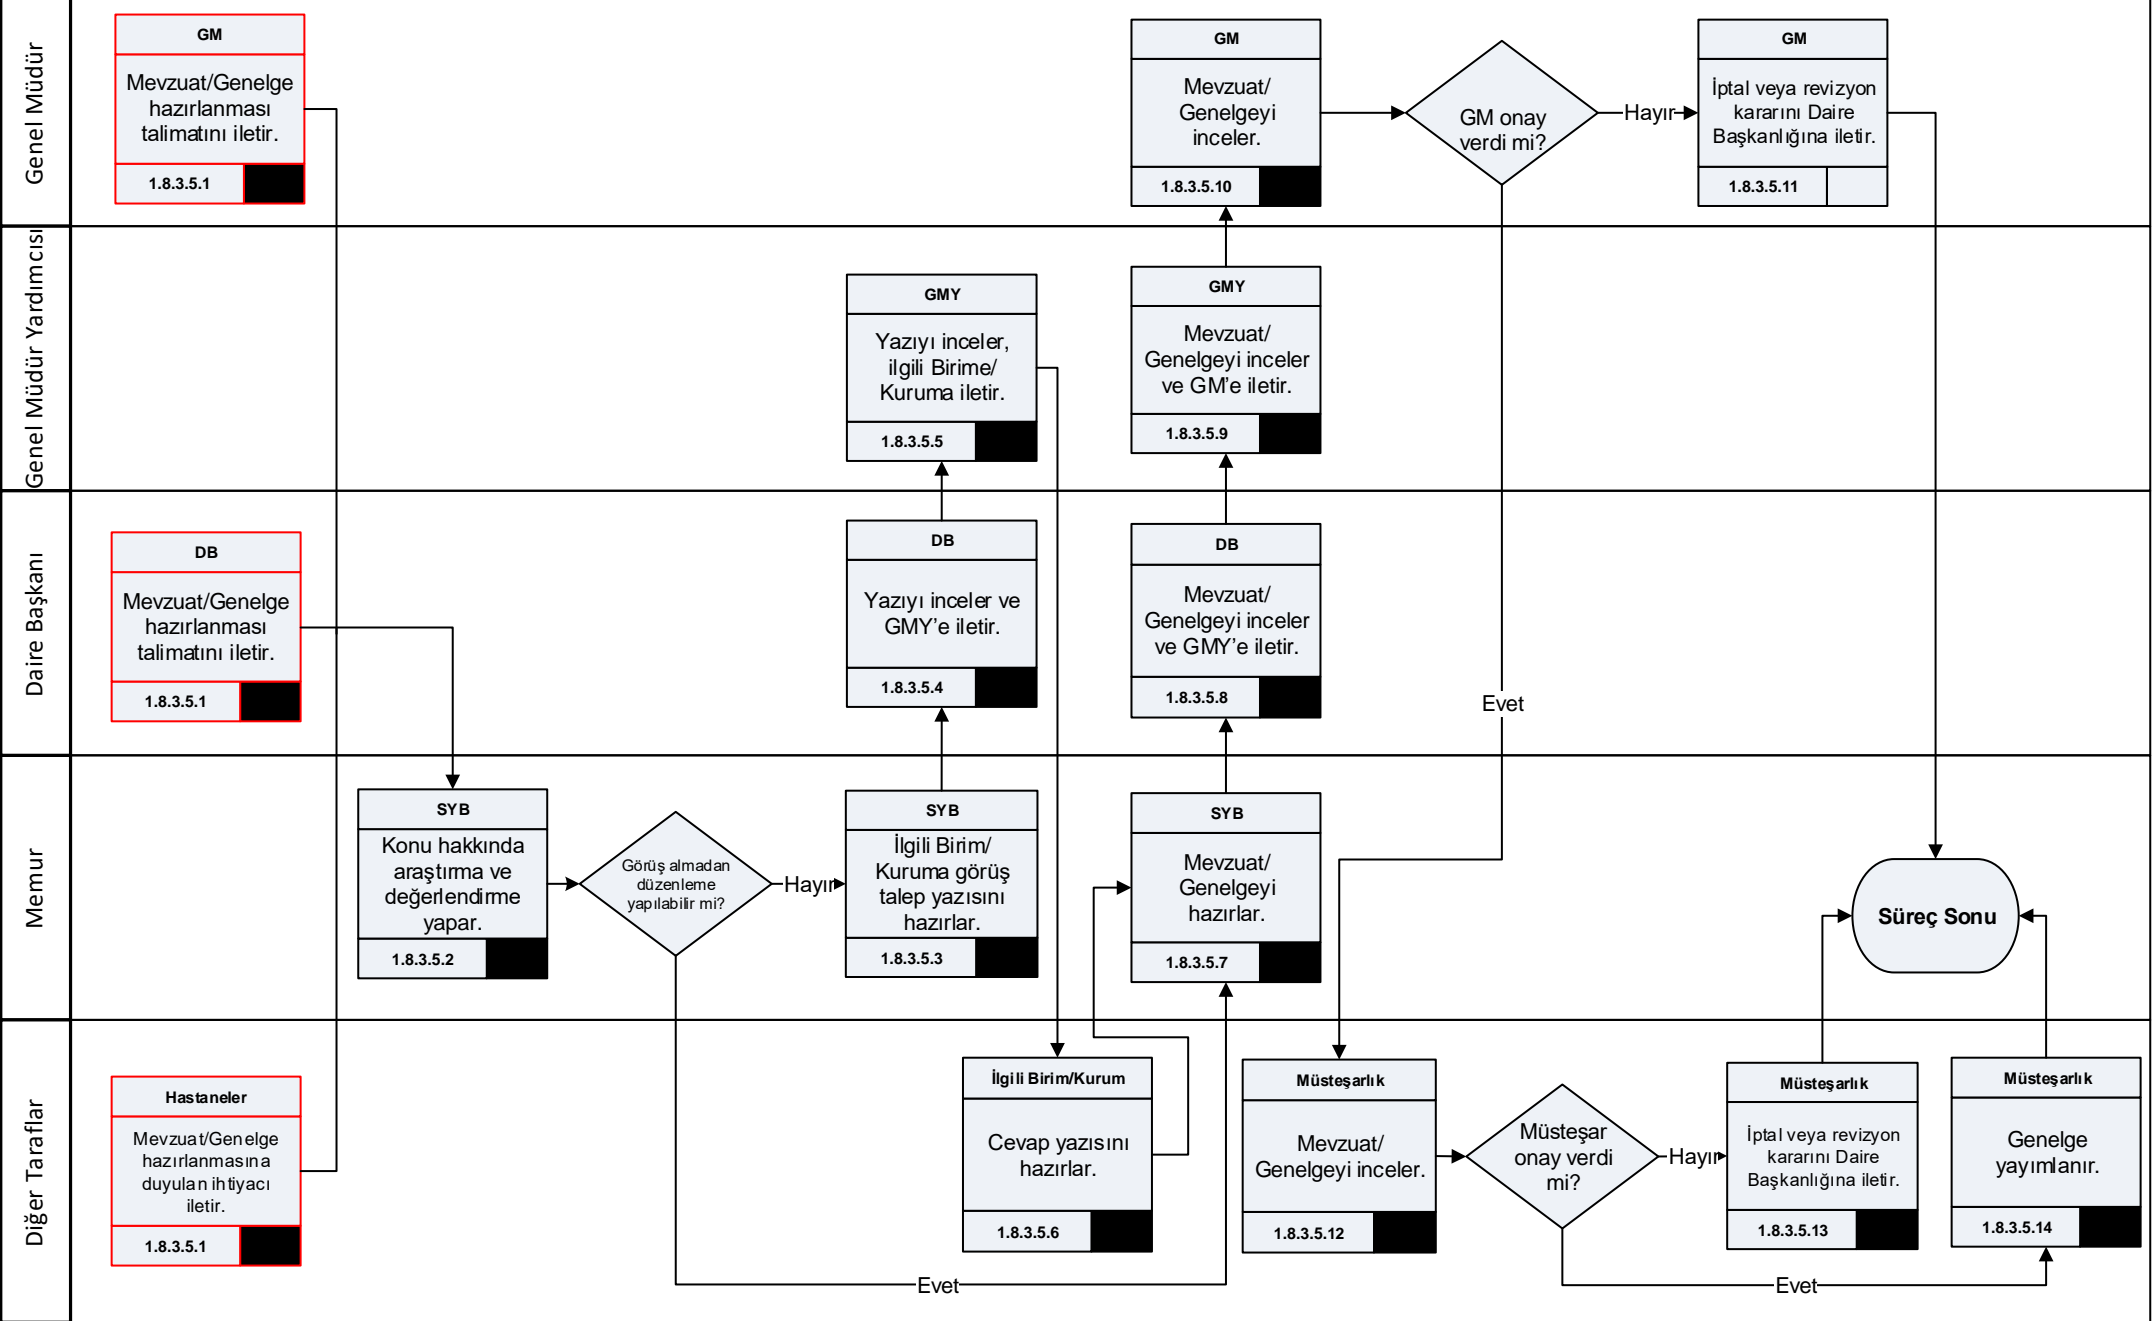 Genel Müdür
GM
Mevzuat/Genelge
hazırlanması
talimatını iletir.
1.8.3.5.1
GM
Mevzuat/
Genelgeyi
inceler.
1.8.3.5.10
GM onay
verdi mi?
Hayır
GM
İptal veya revizyon
kararını Daire
Başkanlığına iletir.
1.8.3.5.11
Genel Müdür Yardımcısı
GMY
Yazıyı inceler,
ilgili Birime/
Kuruma iletir.
1.8.3.5.5
GMY
Mevzuat/
Genelgeyi inceler
ve GM’e iletir.
1.8.3.5.9
Daire Başkanı
DB
Mevzuat/Genelge
hazırlanması
talimatını iletir.
1.8.3.5.1
DB
Yazıyı inceler ve
GMY’e iletir.
1.8.3.5.4
DB
Mevzuat/
Genelgeyi inceler
ve GMY’e iletir.
1.8.3.5.8
Evet
Memur
SYB
Konu hakkında
araştırma ve
değerlendirme
yapar.
1.8.3.5.2
Görüş almadan
düzenleme
yapılabilir mi?
Hayır
SYB
İlgili Birim/
Kuruma görüş
talep yazısını
hazırlar.
1.8.3.5.3
SYB
Mevzuat/
Genelgeyi
hazırlar.
1.8.3.5.7
Süreç Sonu
Diğer Taraflar
Hastaneler
Mevzuat/Genelge
hazırlanmasına
duyulan ihtiyacı
iletir.
1.8.3.5.1
İlgili Birim/Kurum
Cevap yazısını
hazırlar.
1.8.3.5.6
Müsteşarlık
Mevzuat/
Genelgeyi inceler.
1.8.3.5.12
Müsteşar
onay verdi
mi?
Hayır
Müsteşarlık
İptal veya revizyon
kararını Daire
Başkanlığına iletir.
1.8.3.5.13
Müsteşarlık
Genelge
yayımlanır.
1.8.3.5.14
Evet
Evet